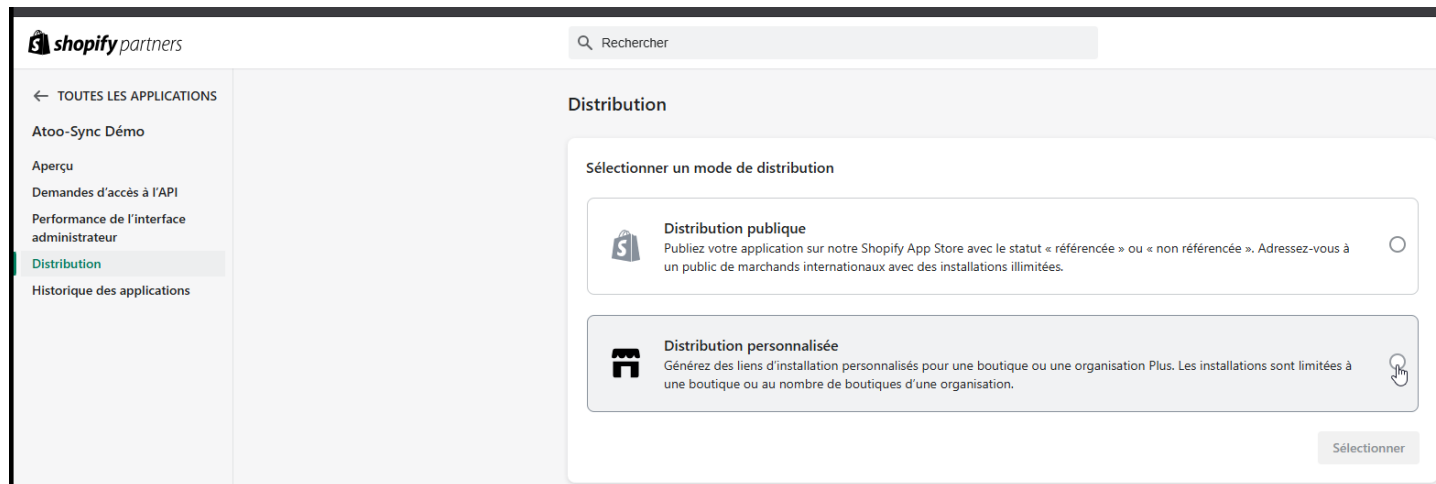 shopify partners
Rechercher
← TOUTES LES APPLICATIONS
Atoo-Sync Démo
Aperçu
Demandes d'accès à l'API
Performance de l'interface
administrateur
Distribution
Historique des applications
Distribution
Sélectionner un mode de distribution
Distribution publique
Publiez votre application sur notre Shopify App Store avec le statut « référencée » ou « non référencée ». Adressez-vous à
un public de marchands internationaux avec des installations illimitées.
Distribution personnalisée
Générez des liens d'installation personnalisés pour une boutique ou une organisation Plus. Les installations sont limitées à
une boutique ou au nombre de boutiques d'une organisation.
Sélectionner